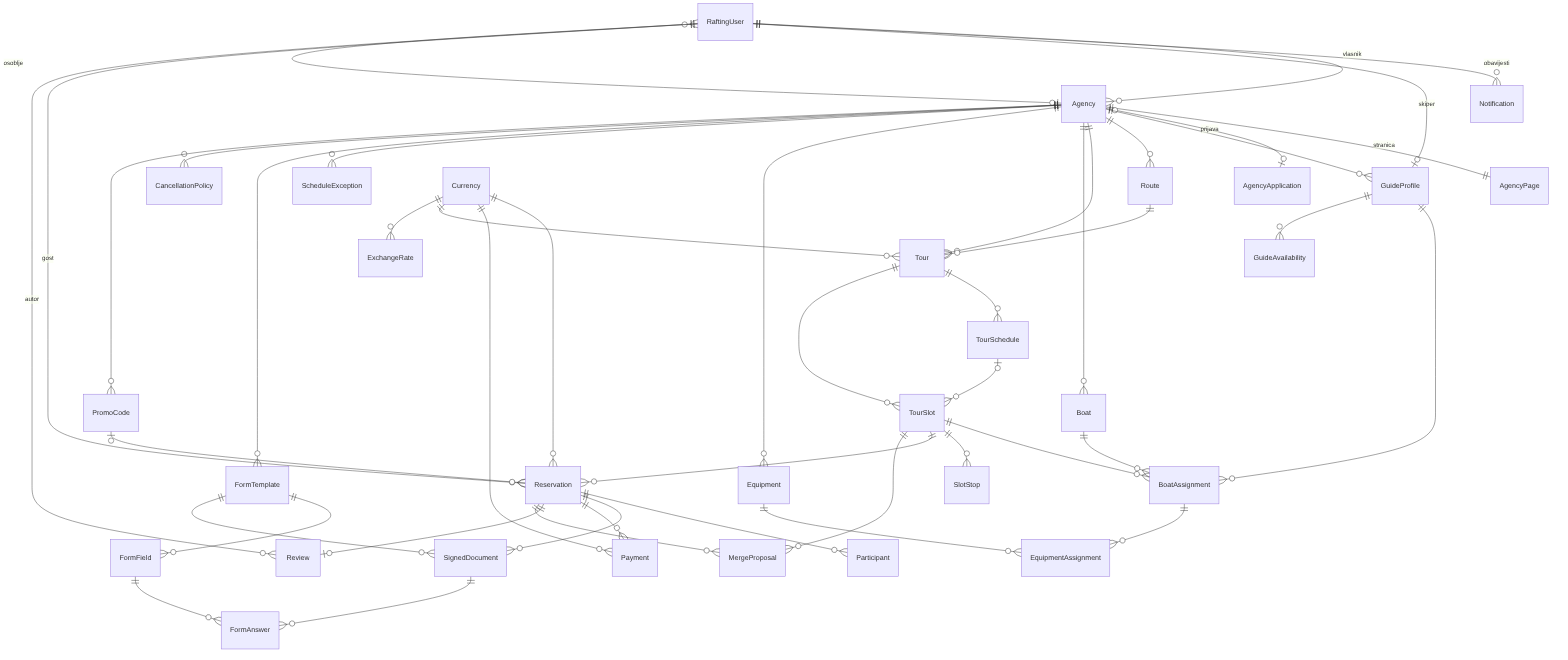 RaftingUser
osoblje
vlasnik
obavijesti
Agency
Notification
skiper
prijava
stranica
CancellationPolicy
ScheduleException
Currency
Route
AgencyApplication
GuideProfile
AgencyPage
ExchangeRate
Tour
GuideAvailability
gost
autor
TourSchedule
PromoCode
TourSlot
Boat
FormTemplate
Reservation
Equipment
SlotStop
BoatAssignment
FormField
Review
SignedDocument
Payment
MergeProposal
Participant
EquipmentAssignment
FormAnswer